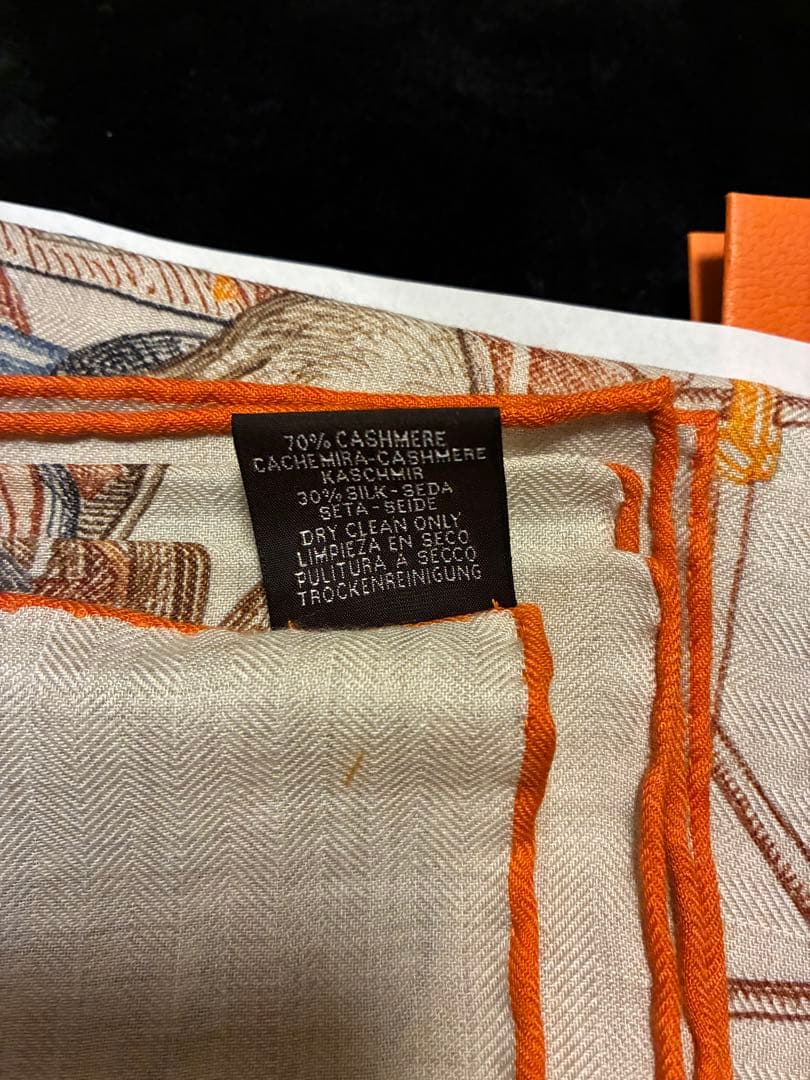 70% CASHMERE
CACHEMIRA-CASHMERE
KASCHMIR
30% SILK-SEDA
SETA-SEIDE
DRY CLEAN ONLY
LIMPIEZA EN SECO
PULITURA A SECCO
TROCKENREINIGUNG